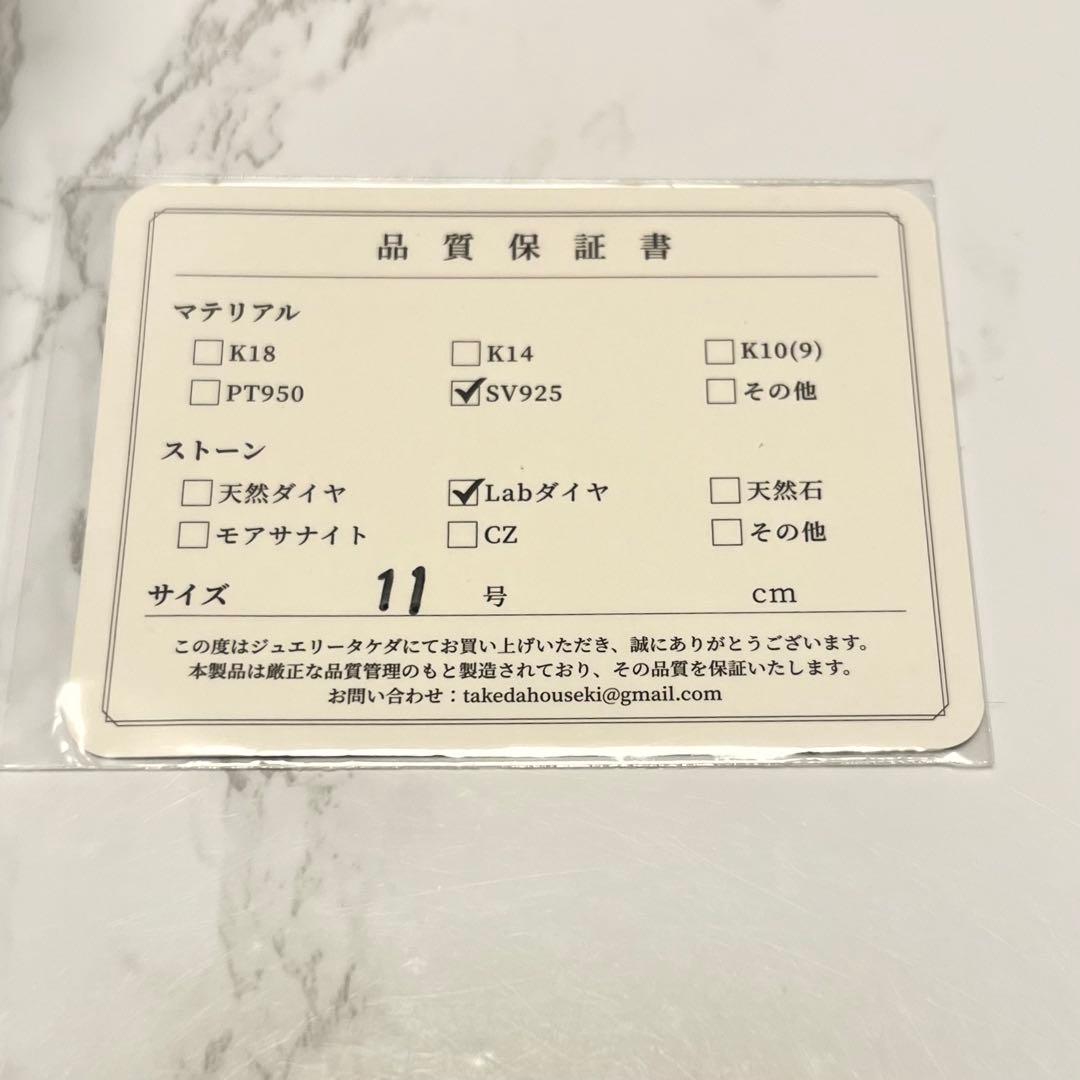 品質保証書
マテリアル
☐K18 ☐K14 ☐K10(9)
☐PT950 ☑SV925 ☐その他
ストーン
☐天然ダイヤ ☑Labダイヤ ☐天然石
☐モアサナイト ☐CZ ☐その他
サイズ 11 号 cm
この度はジュエリータケダにてお買い上げいただき、誠にありがとうございます。
本製品は厳正な品質管理のもと製造されており、その品質を保証いたします。
お問い合わせ：takedahouseki@gmail.com